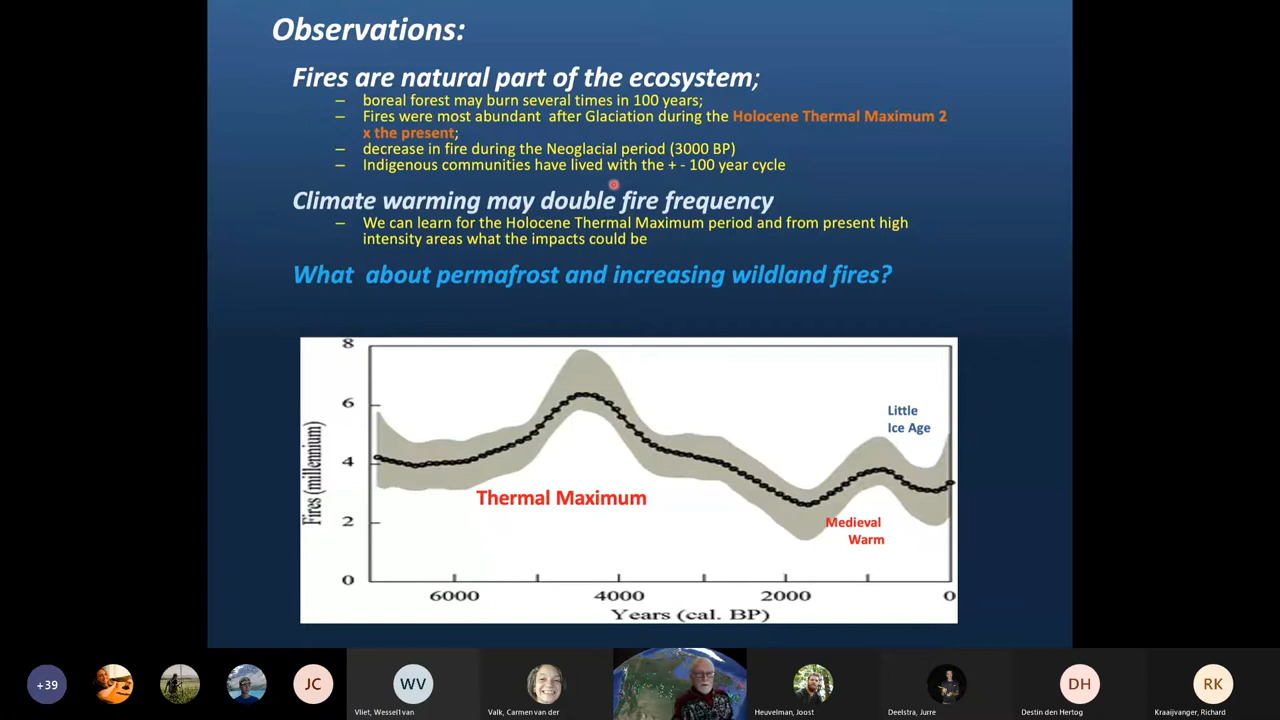 Observations:
Fires are natural part of the ecosystem;
– boreal forest may burn several times in 100 years;
– Fires were most abundant after Glaciation during the Holocene Thermal Maximum 2
x the present;
– decrease in fire during the Neoglacial period (3000 BP)
– Indigenous communities have lived with the + - 100 year cycle
Climate warming may double fire frequency
– We can learn for the Holocene Thermal Maximum period and from present high
intensity areas what the impacts could be
What about permafrost and increasing wildland fires?
8
6
4
2
0
Fires (millennium)
Little
Ice Age
Thermal Maximum
Medieval
Warm
6000
4000
2000
0
Years (cal. BP)
+39
JC
WV
DH
RK
Vliet, Wessel1 van
Valk, Carmen van der
Heuvelman, Joost
Deelstra, Jurre
Destin den Hertog
Kraaijvanger, Richard